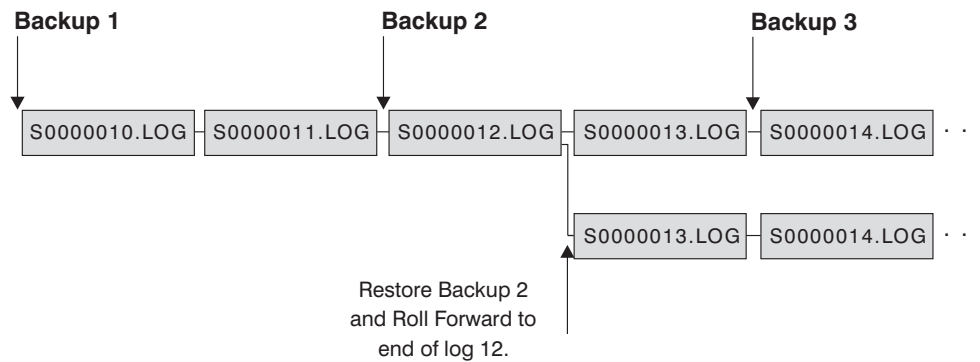 Backup 1 Backup 2 Backup 3
S0000010.LOG S0000011.LOG S0000012.LOG S0000013.LOG S0000014.LOG . .
S0000013.LOG S0000014.LOG . .
Restore Backup 2
and Roll Forward to
end of log 12.